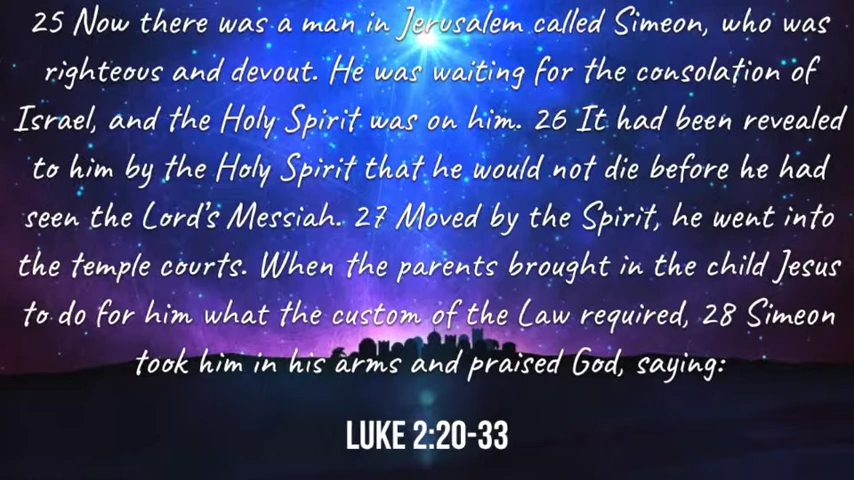 25 Now there was a man in Jerusalem called Simeon, who was
righteous and devout. He was waiting for the consolation of
Israel, and the Holy Spirit was on him. 26 It had been revealed
to him by the Holy Spirit that he would not die before he had
seen the Lord's Messiah. 27 Moved by the Spirit, he went into
the temple courts. When the parents brought in the child Jesus
to do for him what the custom of the Law required, 28 Simeon
took him in his arms and praised God, saying:
LUKE 2:20-33